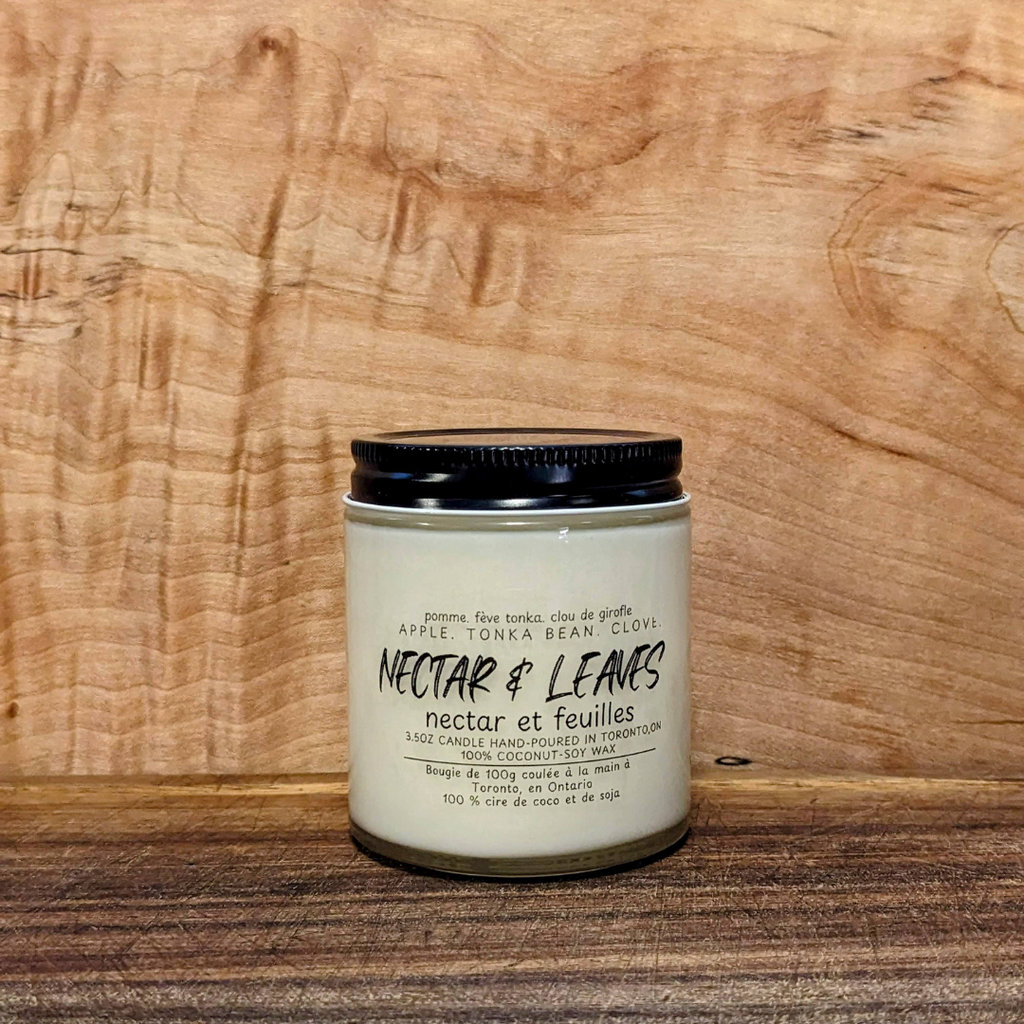 pomme. fève tonka. clou de girofle
APPLE. TONKA BEAN. CLOVE.
NECTAR & LEAVES
nectar et feuilles
3.5OZ CANDLE HAND-POURED IN TORONTO,ON
100% COCONUT-SOY WAX
Bougie de 100g coulée à la main à
Toronto, en Ontario
100 % cire de coco et de soja